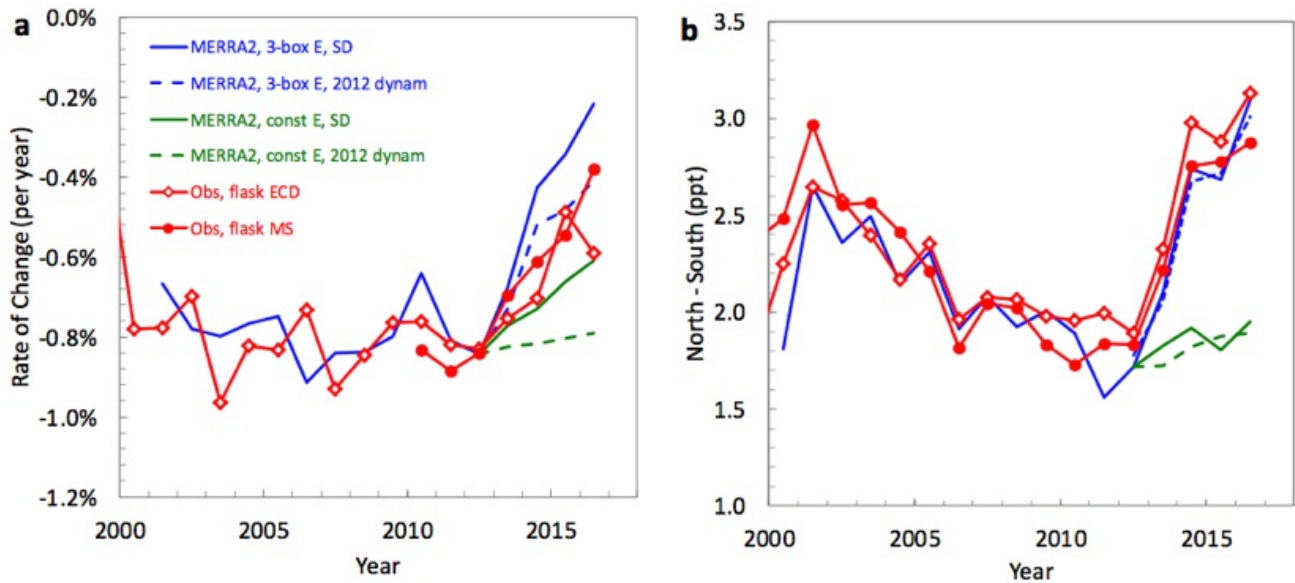 a
0.0%
-0.2%
-0.4%
-0.6%
-0.8%
-1.0%
-1.2%
Rate of Change (per year)
MERRA2, 3-box E, SD
MERRA2, 3-box E, 2012 dynam
MERRA2, const E, SD
MERRA2, const E, 2012 dynam
Obs, flask ECD
Obs, flask MS
2000 2005 2010 2015
Year
b
3.5
3.0
2.5
2.0
1.5
1.0
North - South (ppt)
2000 2005 2010 2015
Year